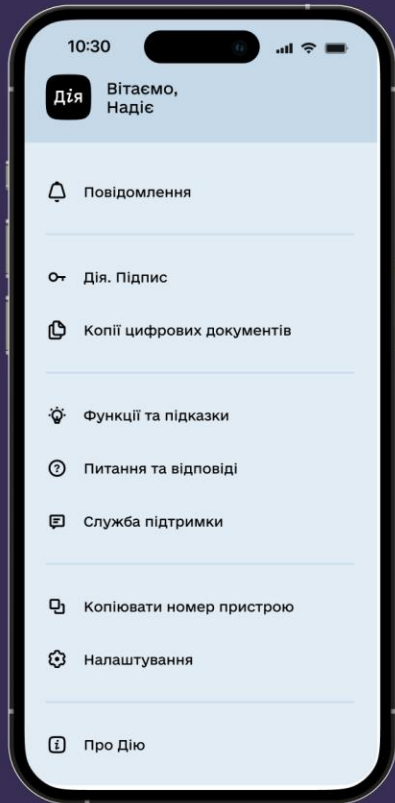 10:30
Дія
Вітаємо,
Надіє
Повідомлення
Дія. Підпис
Копії цифрових документів
Функції та підказки
Питання та відповіді
Служба підтримки
Копіювати номер пристрою
Налаштування
Про Дію